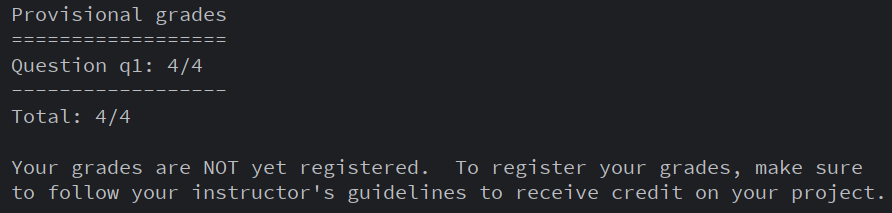 Provisional grades
==================
Question q1: 4/4
------------------
Total: 4/4
Your grades are NOT yet registered.  To register your grades, make sure
to follow your instructor's guidelines to receive credit on your project.